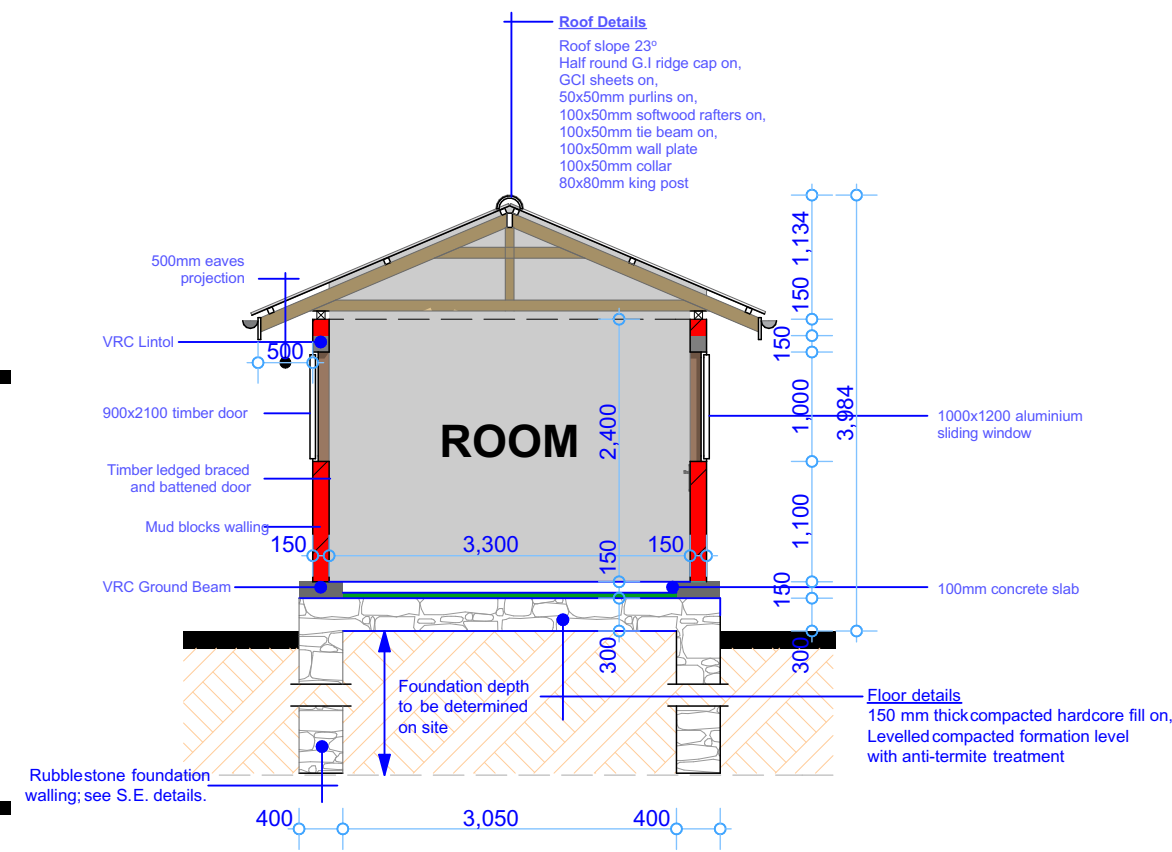 Roof Details
Roof slope 23°
Half round G.I ridge cap on,
GCI sheets on,
50x50mm purlins on,
100x50mm softwood rafters on,
100x50mm tie beam on,
100x50mm wall plate
100x50mm collar
80x80mm king post
500mm eaves
projection
1,134
150
VRC Lintol
500
150
900x2100 timber door
2,400
1,000
3,984
1000x1200 aluminium
sliding window
ROOM
Timber ledged braced
and battened door
Mud blocks walling
1,100
150
3,300
150
150
VRC Ground Beam
150
100mm concrete slab
300
300
Foundation depth
to be determined
on site
Floor details
150 mm thick compacted hardcore fill on,
Levelled compacted formation level
with anti-termite treatment
Rubblestone foundation
walling; see S.E. details.
400
3,050
400